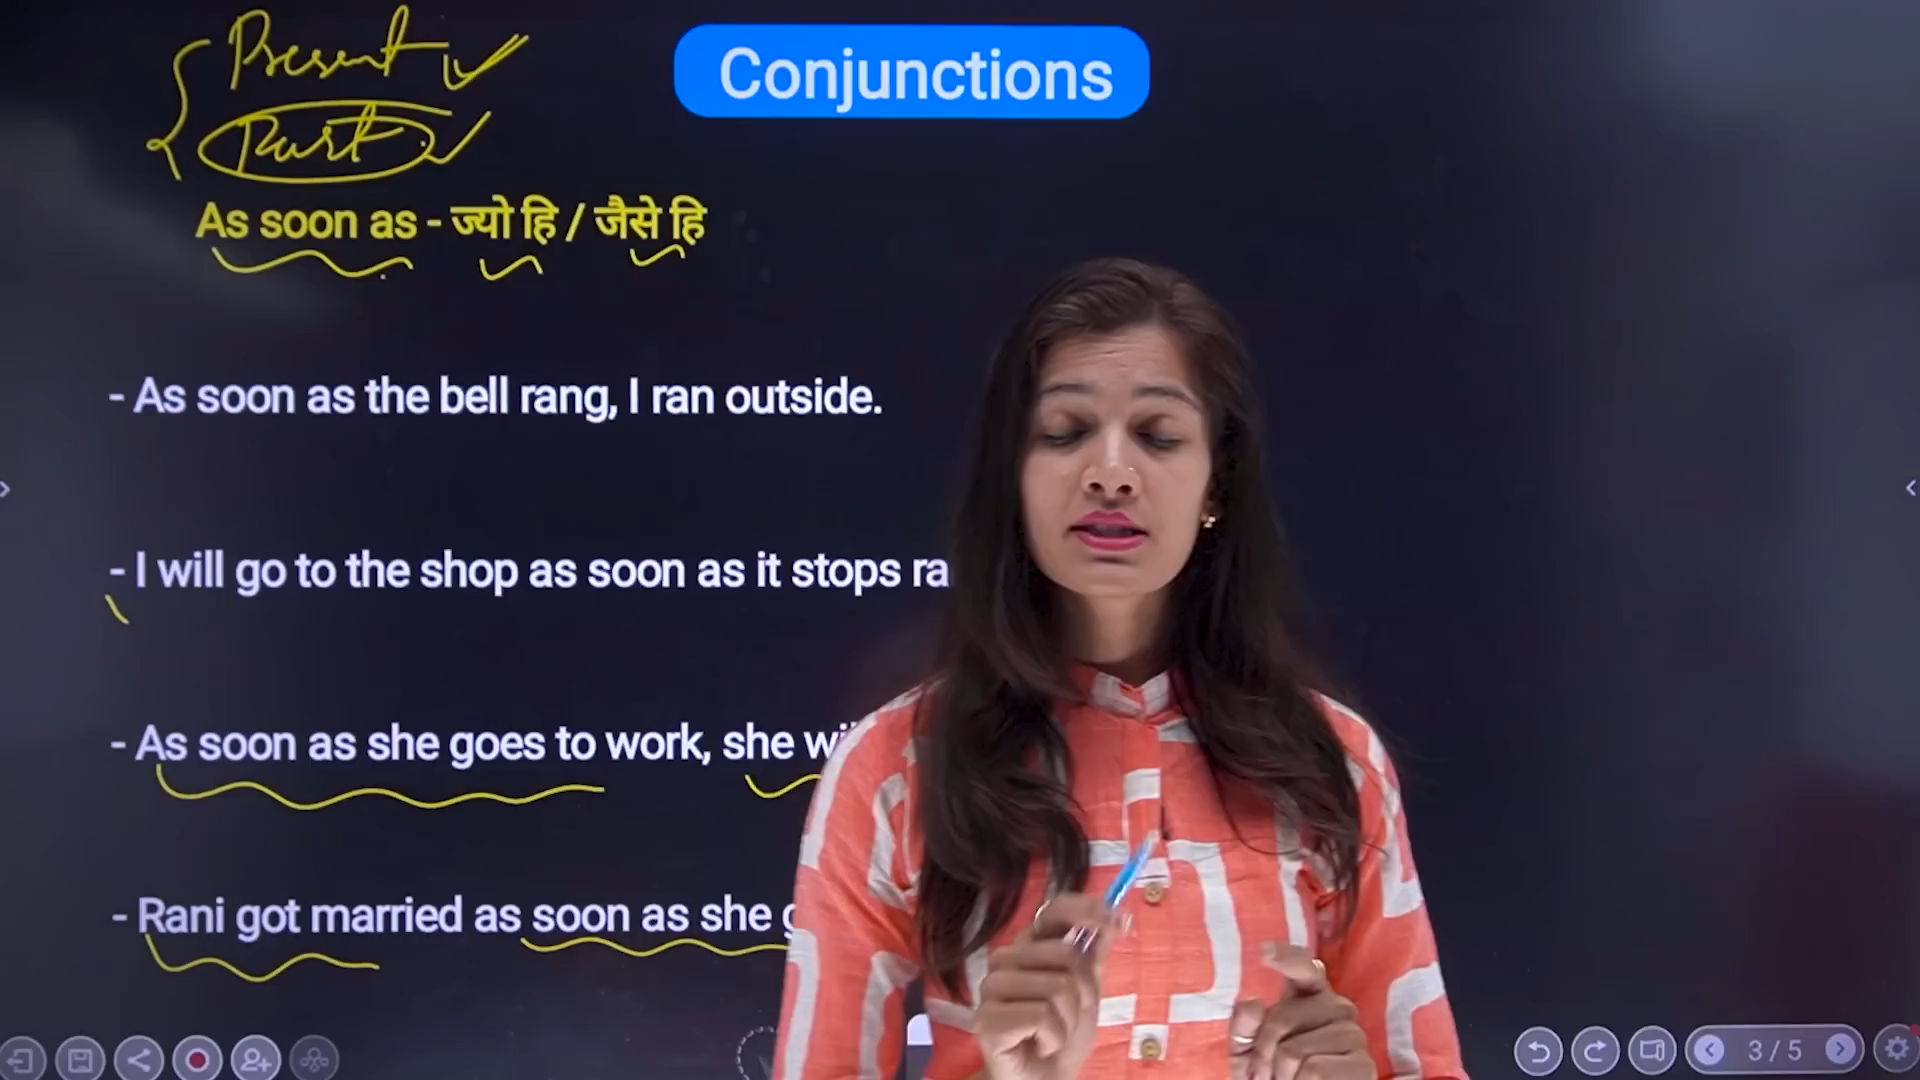 Present
Conjunctions
Past
As soon as - ज्यो हि / जैसे हि
- As soon as the bell rang, I ran outside.
- I will go to the shop as soon as it stops ra
- As soon as she goes to work, she wi
- Rani got married as soon as she g
3 / 5